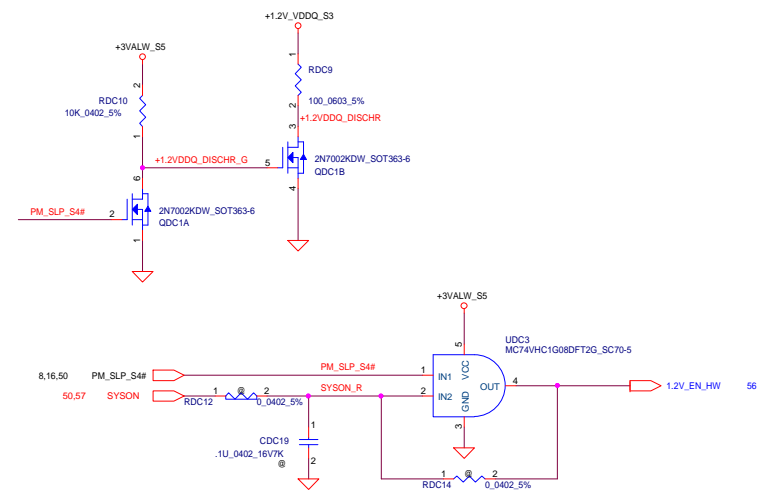 +1.2V_VDDQ_S3
+3VALW_S5
1
RDC9
2
RDC10
10K_0402_5%
100_0603_5%
2
+1.2VDDQ_DISCHR
3
1
+1.2VDDQ_DISCHR_G
5
2N7002KDW_SOT363-6
QDC1B
6
4
PM_SLP_S4#
2
2N7002KDW_SOT363-6
QDC1A
1
+3VALW_S5
UDC3
MC74VHC1G08DFT2G_SC70-5
5
8,16,50
PM_SLP_S4#
PM_SLP_S4#
1
IN1
VCC
OUT
4
1.2V_EN_HW
56
50,57
SYSON
1
@
2
SYSON_R
2
IN2
GND
RDC12
0_0402_5%
3
1
CDC19
.1U_0402_16V7K
@
2
1
@
2
RDC14
0_0402_5%